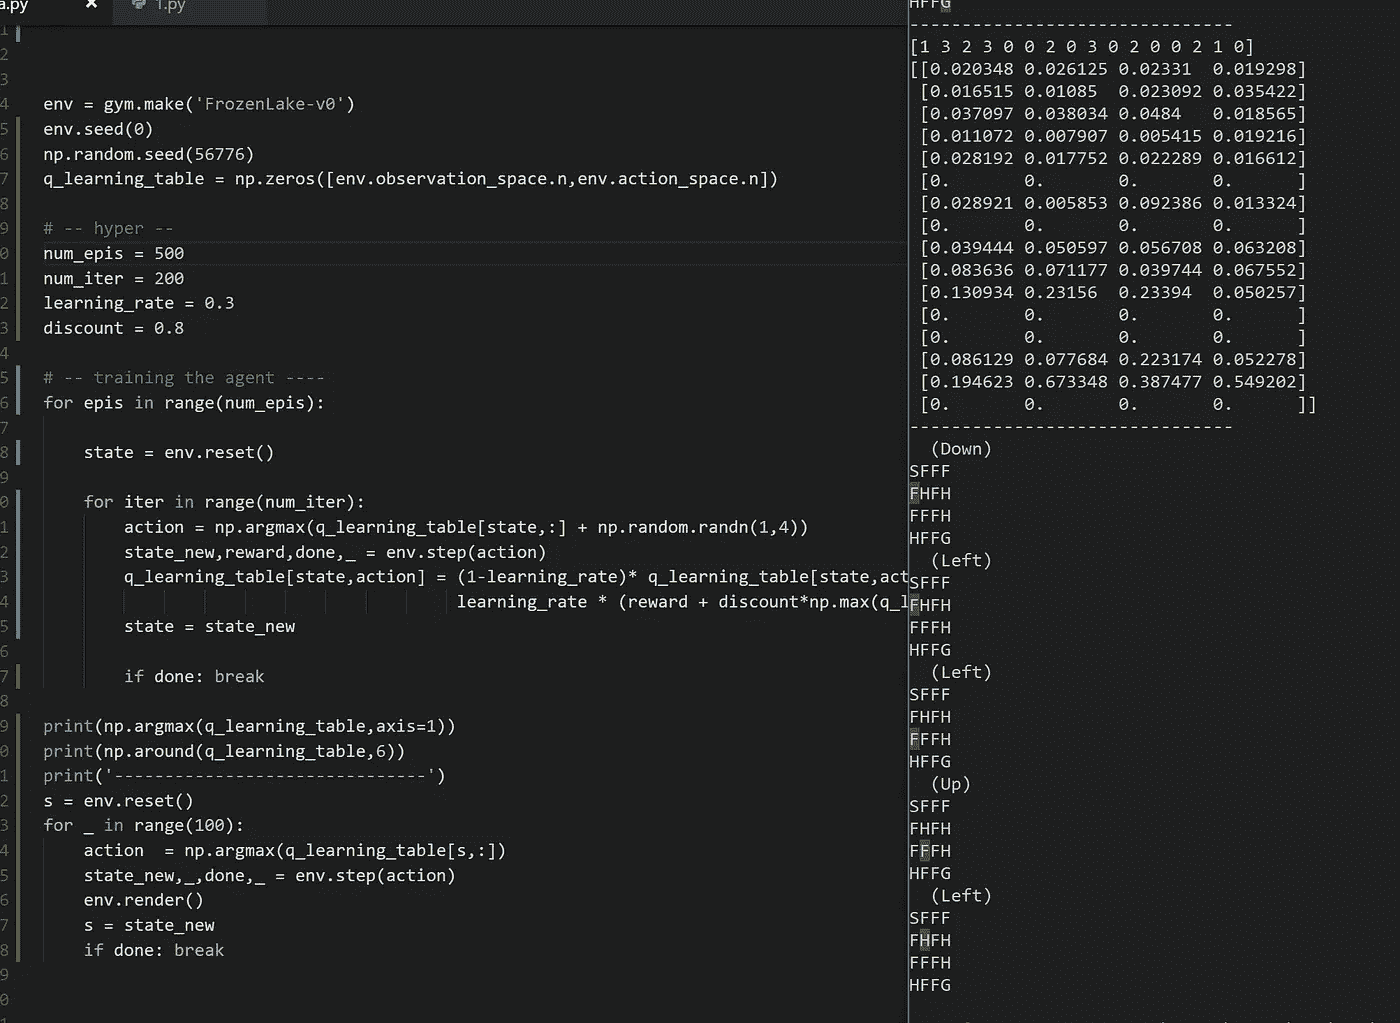 a.py × 1.py
1
2
3
4 env = gym.make('FrozenLake-v0')
5 env.seed(0)
6 np.random.seed(56776)
7 q_learning_table = np.zeros([env.observation_space.n,env.action_space.n])
8
9 # -- hyper --
0 num_epis = 500
1 num_iter = 200
2 learning_rate = 0.3
3 discount = 0.8
4
5 # -- training the agent ----
6 for epis in range(num_epis):
7
8 state = env.reset()
9
0 for iter in range(num_iter):
1 action = np.argmax(q_learning_table[state,:] + np.random.randn(1,4))
2 state_new,reward,done,_ = env.step(action)
3 q_learning_table[state,action] = (1-learning_rate)* q_learning_table[state,act
4 learning_rate * (reward + discount*np.max(q_l
5 state = state_new
6
7 if done: break
8
9 print(np.argmax(q_learning_table,axis=1))
0 print(np.around(q_learning_table,6))
1 print('-------------------------------')
2 s = env.reset()
3 for _ in range(100):
4 action  = np.argmax(q_learning_table[s,:])
5 state_new,_,done,_ = env.step(action)
6 env.render()
7 s = state_new
8 if done: break
9
0
HFFG
-------------------------------
[1 3 2 3 0 0 2 0 3 0 2 0 0 2 1 0]
[[0.020348 0.026125 0.02331  0.019298]
[0.016515 0.01085  0.023092 0.035422]
[0.037097 0.038034 0.0484   0.018565]
[0.011072 0.007907 0.005415 0.019216]
[0.028192 0.017752 0.022289 0.016612]
[0.       0.       0.       0.      ]
[0.028921 0.005853 0.092386 0.013324]
[0.       0.       0.       0.      ]
[0.039444 0.050597 0.056708 0.063208]
[0.083636 0.071177 0.039744 0.067552]
[0.130934 0.23156  0.23394  0.050257]
[0.       0.       0.       0.      ]
[0.       0.       0.       0.      ]
[0.086129 0.077684 0.223174 0.052278]
[0.194623 0.673348 0.387477 0.549202]
[0.       0.       0.       0.      ]]
-------------------------------
(Down)
SFFF
FHFH
FFFH
HFFG
(Left)
SFFF
FHFH
FFFH
HFFG
(Left)
SFFF
FHFH
FFFH
HFFG
(Up)
SFFF
FHFH
FFFH
HFFG
(Left)
SFFF
FHFH
FFFH
HFFG